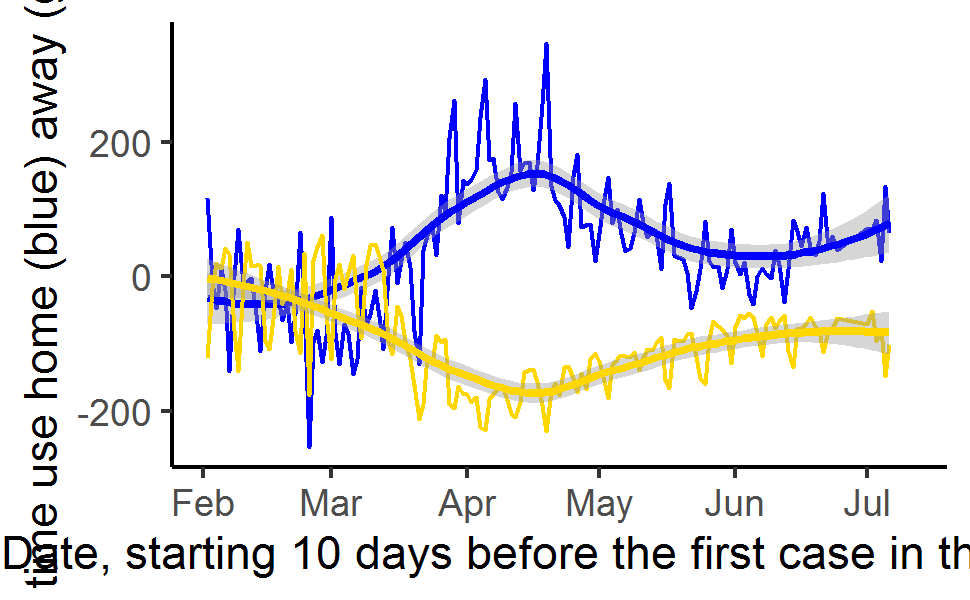 time use home (blue) away (g
200
0
-200
Feb Mar Apr May Jun Jul
Date, starting 10 days before the first case in th